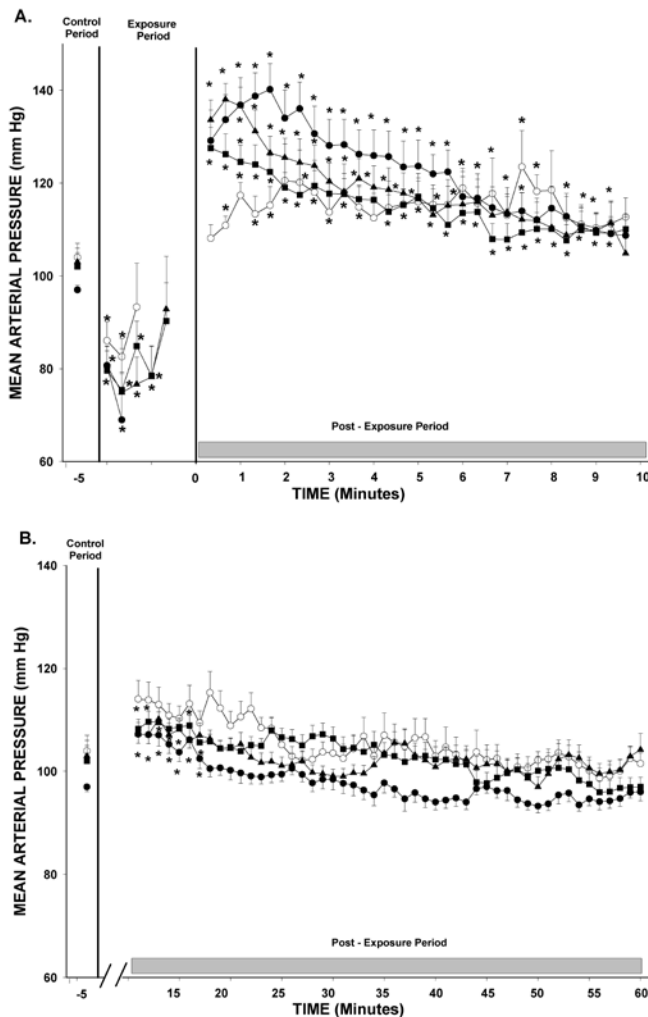 A.
Control
Period
Exposure
Period
MEAN ARTERIAL PRESSURE (mm Hg)
140
120
100
80
60
Post - Exposure Period
-5 0 1 2 3 4 5 6 7 8 9 10
TIME (Minutes)
B.
Control
Period
MEAN ARTERIAL PRESSURE (mm Hg)
140
120
100
80
60
Post - Exposure Period
-5 15 20 25 30 35 40 45 50 55 60
TIME (Minutes)